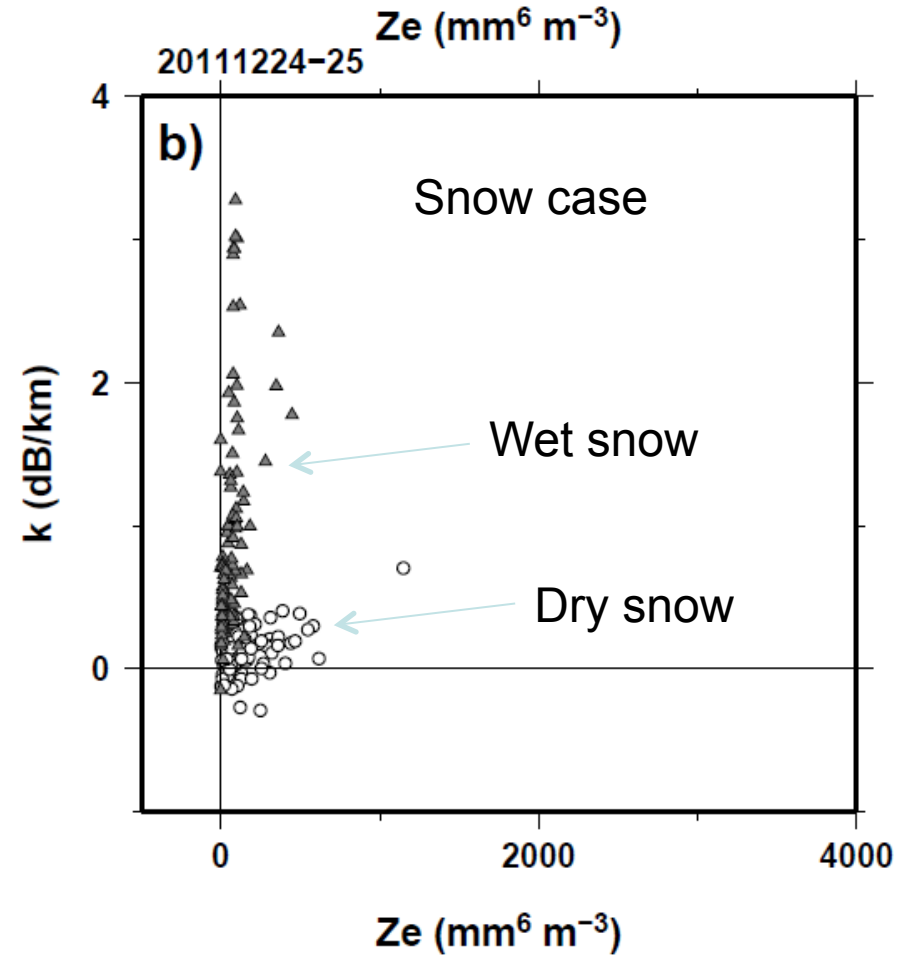 Ze (mm⁶ m⁻³)
20111224−25
4
b)
Snow case
2
Wet snow
k (dB/km)
Dry snow
0
0 2000 4000
Ze (mm⁶ m⁻³)